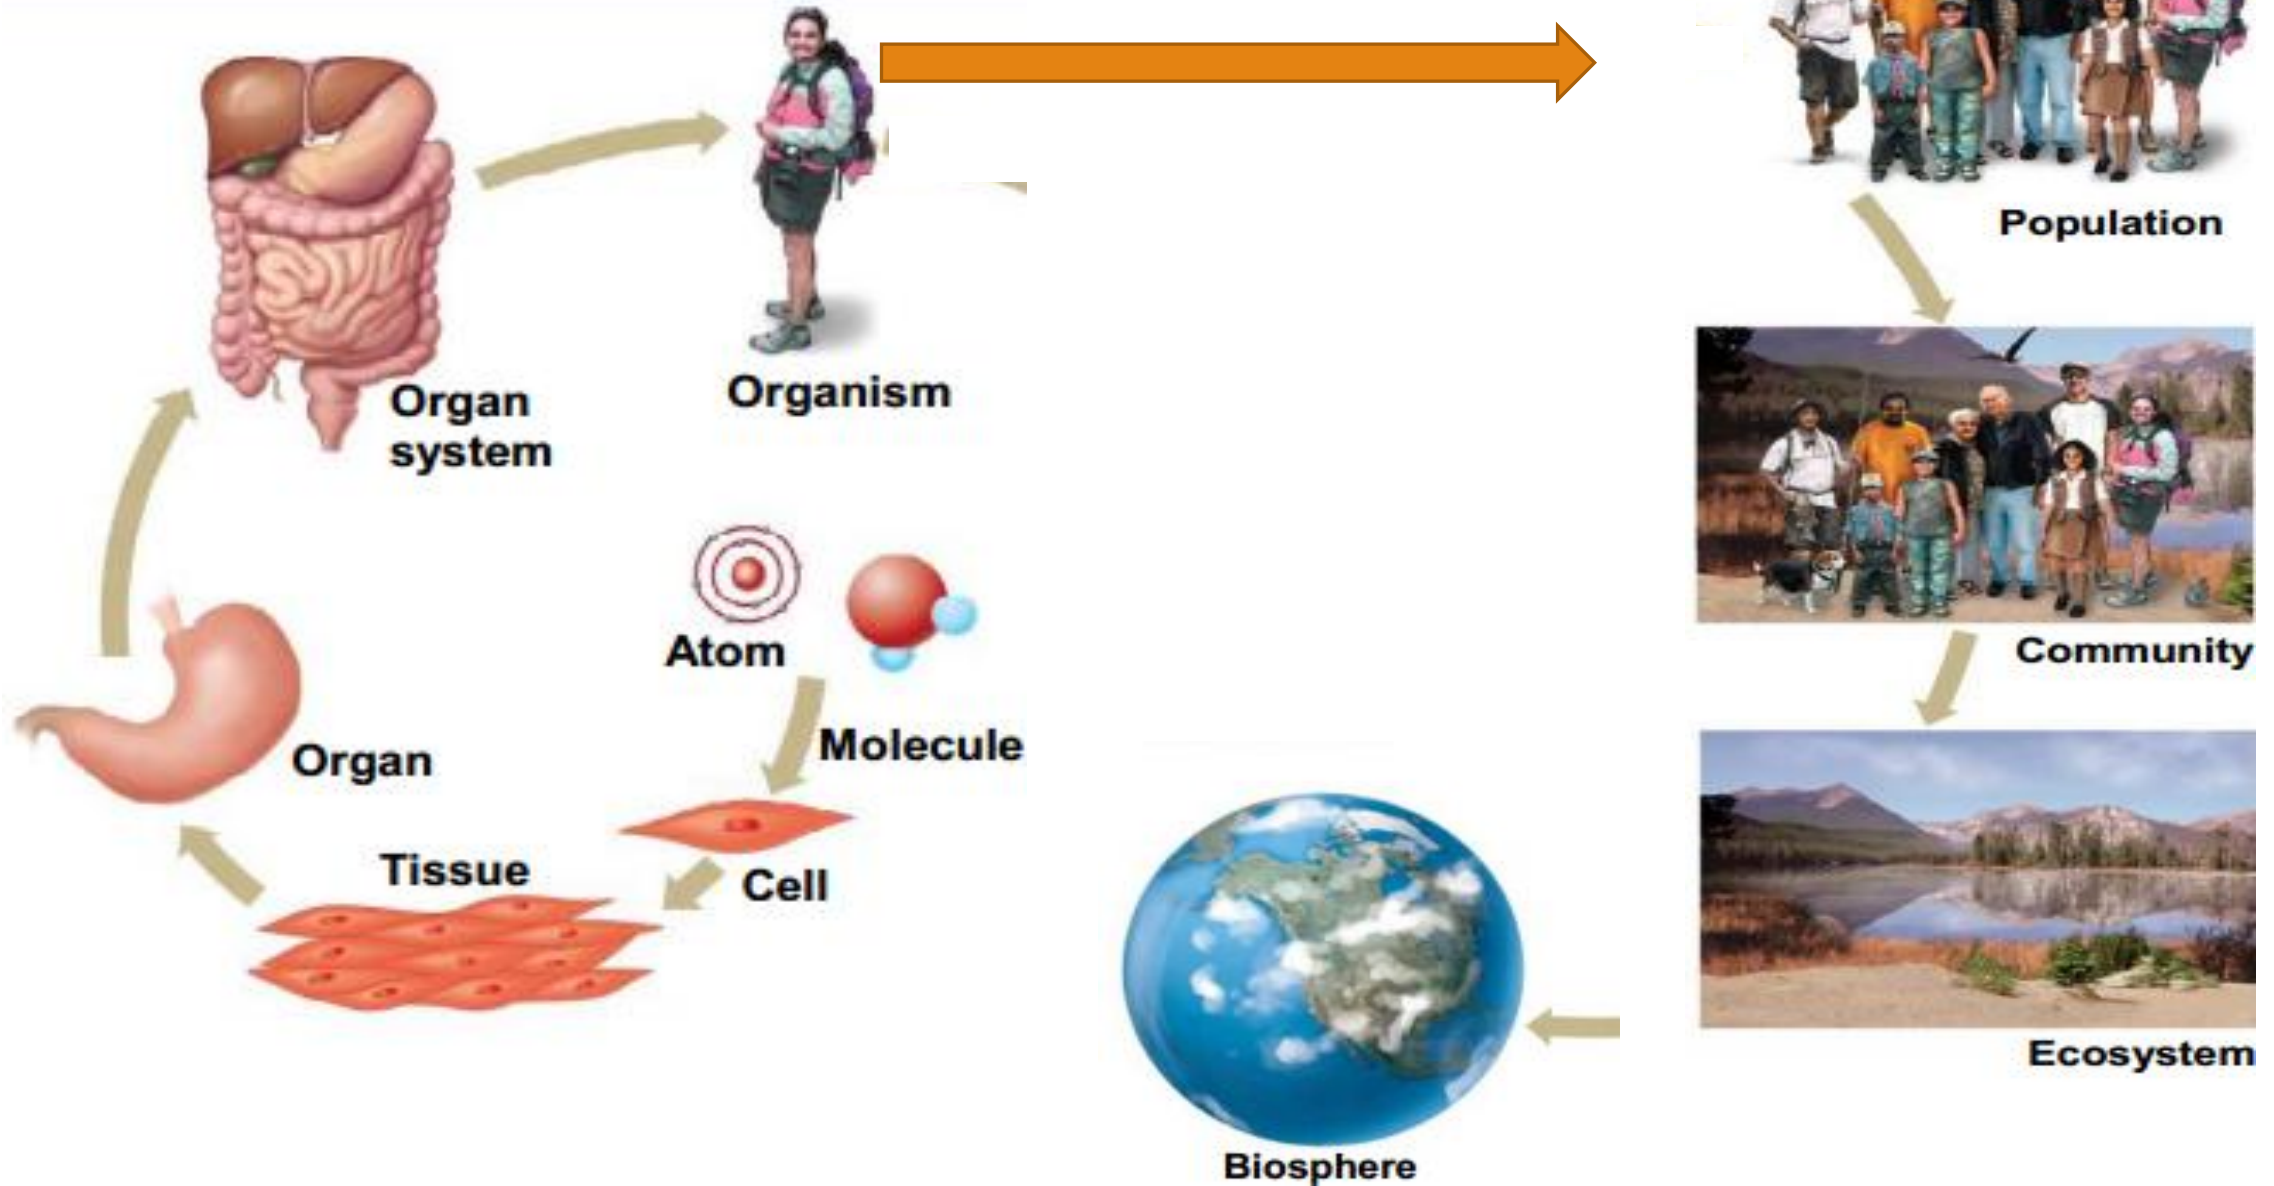 Population
Organ
system
Organism
Atom
Community
Molecule
Organ
Tissue
Cell
Ecosystem
Biosphere